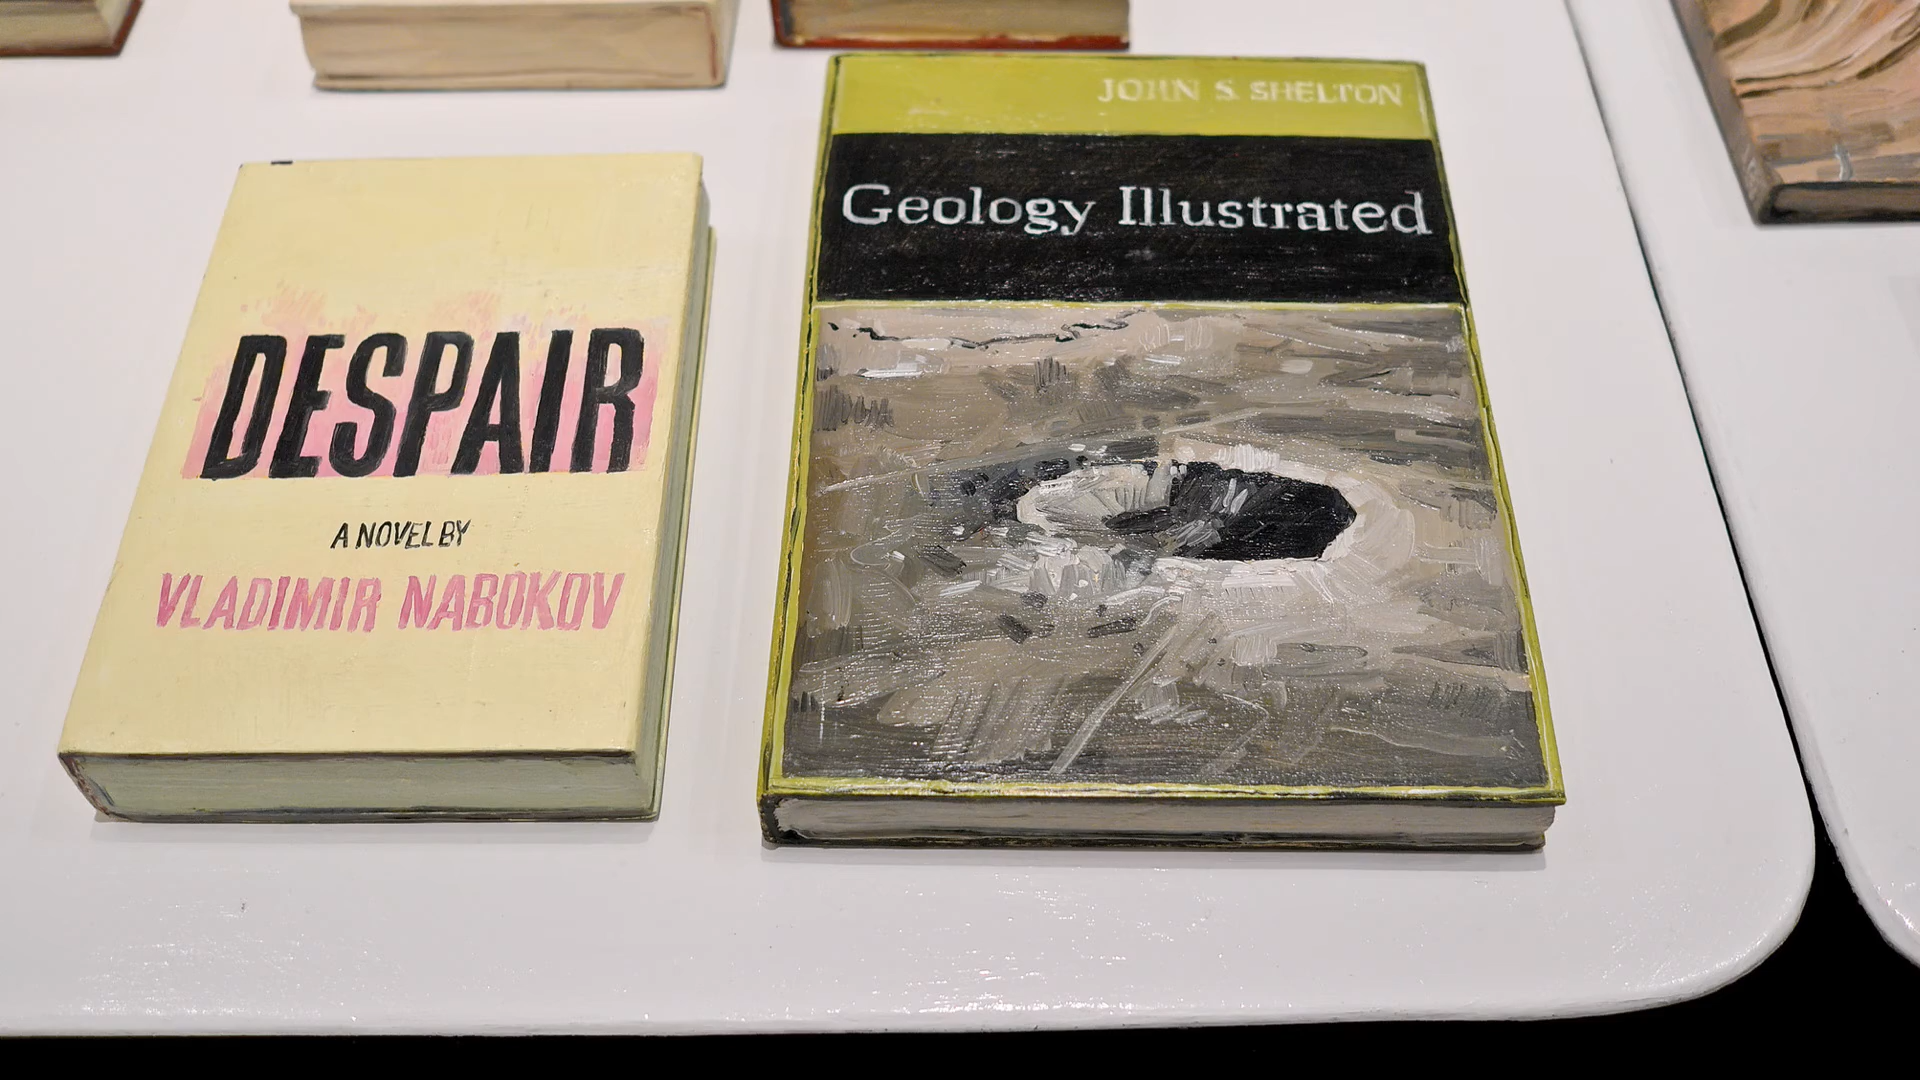 DESPAIR
A NOVEL BY
VLADIMIR NABOKOV
JOHN S. SHELTON
Geology Illustrated